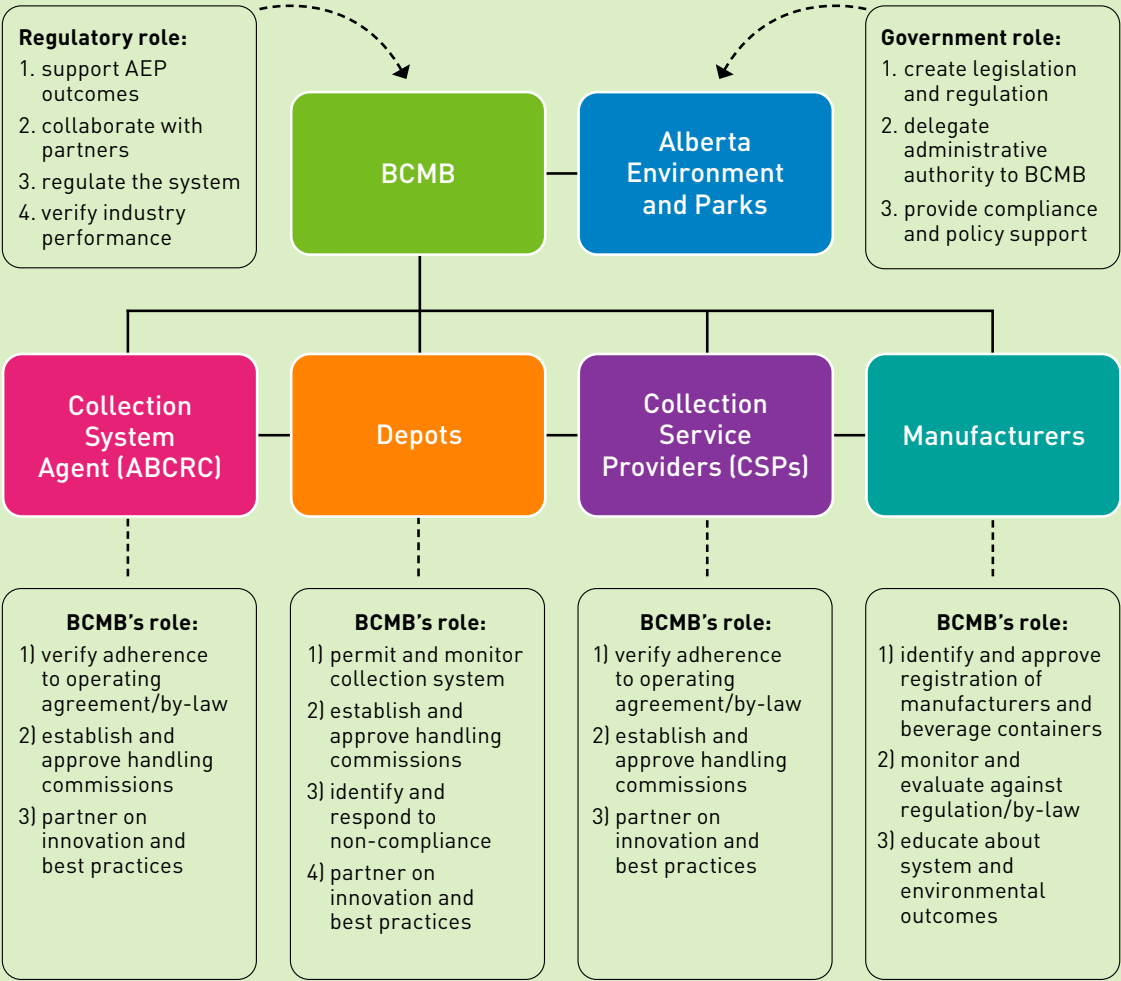 Regulatory role:
1. support AEP
outcomes
2. collaborate with
partners
3. regulate the system
4. verify industry
performance
BCMB
Alberta
Environment
and Parks
Government role:
1. create legislation
and regulation
2. delegate
administrative
authority to BCMB
3. provide compliance
and policy support
Collection
System
Agent (ABCRC)
Depots
Collection
Service
Providers (CSPs)
Manufacturers
BCMB’s role:
1) verify adherence
to operating
agreement/by-law
2) establish and
approve handling
commissions
3) partner on
innovation and
best practices
BCMB’s role:
1) permit and monitor
collection system
2) establish and
approve handling
commissions
3) identify and
respond to
non-compliance
4) partner on
innovation and
best practices
BCMB’s role:
1) verify adherence
to operating
agreement/by-law
2) establish and
approve handling
commissions
3) partner on
innovation and
best practices
BCMB’s role:
1) identify and approve
registration of
manufacturers and
beverage containers
2) monitor and
evaluate against
regulation/by-law
3) educate about
system and
environmental
outcomes